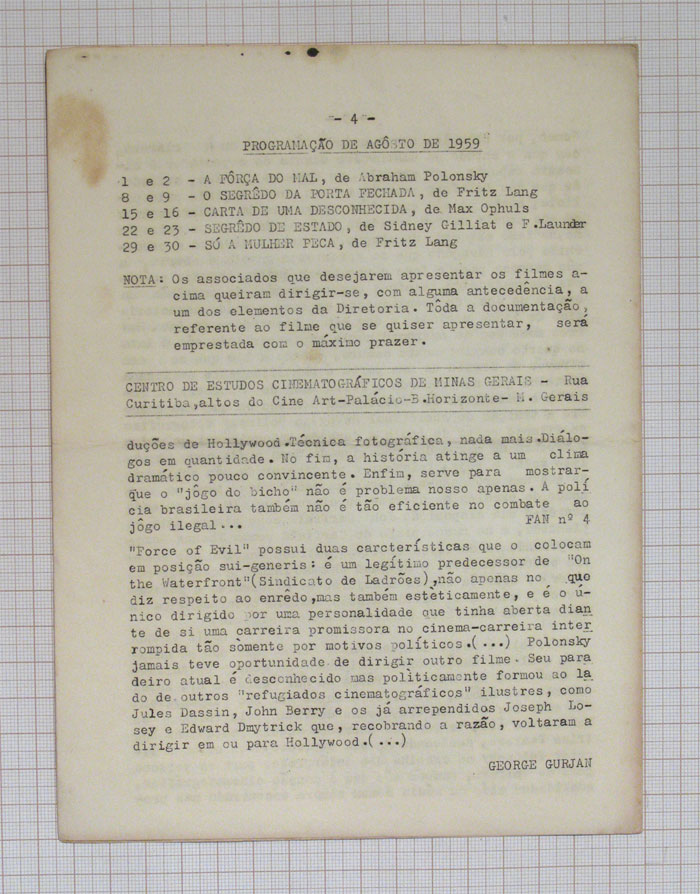 - 4 -
PROGRAMAÇÃO DE AGÔSTO DE 1959
1 e 2 - A FÔRÇA DO MAL, de Abraham Polonsky
8 e 9 - O SEGRÊDO DA PORTA FECHADA, de Fritz Lang
15 e 16 - CARTA DE UMA DESCONHECIDA, de Max Ophuls
22 e 23 - SEGRÊDO DE ESTADO, de Sidney Gilliat e F.Launder
29 e 30 - SÓ A MULHER PECA, de Fritz Lang
NOTA: Os associados que desejarem apresentar os filmes a-
cima queiram dirigir-se, com alguma antecedência, a
um dos elementos da Diretoria. Tôda a documentação,
referente ao filme que se quiser apresentar, será
emprestada com o máximo prazer.
CENTRO DE ESTUDOS CINEMATOGRÁFICOS DE MINAS GERAIS - Rua
Curitiba,altos do Cine Art-Palácio-B.Horizonte- M. Gerais
duções de Hollywood.Técnica fotográfica, nada mais.Diálo-
gos em quantidade. No fim, a história atinge a um clima
dramático pouco convincente. Enfim, serve para mostrar-
que o "jôgo do bicho" não é problema nosso apenas. A polí
cia brasileira também não é tão eficiente no combate ao
jôgo ilegal... FAN nº 4
"Force of Evil" possui duas carcterísticas que o colocam
em posição sui-generis: é um legítimo predecessor de "On
the Waterfront"(Sindicato de Ladrões),não apenas no que
diz respeito ao enrêdo,mas também esteticamente, e é o ú-
nico dirigido por uma personalidade que tinha aberta dian
te de si uma carreira promissora no cinema-carreira inter
rompida tão sòmente por motivos políticos.(...) Polonsky
jamais teve oportunidade de dirigir outro filme. Seu para
deiro atual é desconhecido mas politicamente formou ao la
do de outros "refugiados cinematográficos" ilustres, como
Jules Dassin, John Berry e os já arrependidos Joseph Lo-
sey e Edward Dmytrick que, recobrando a razão, voltaram a
dirigir em ou para Hollywood.(...)
GEORGE GURJAN